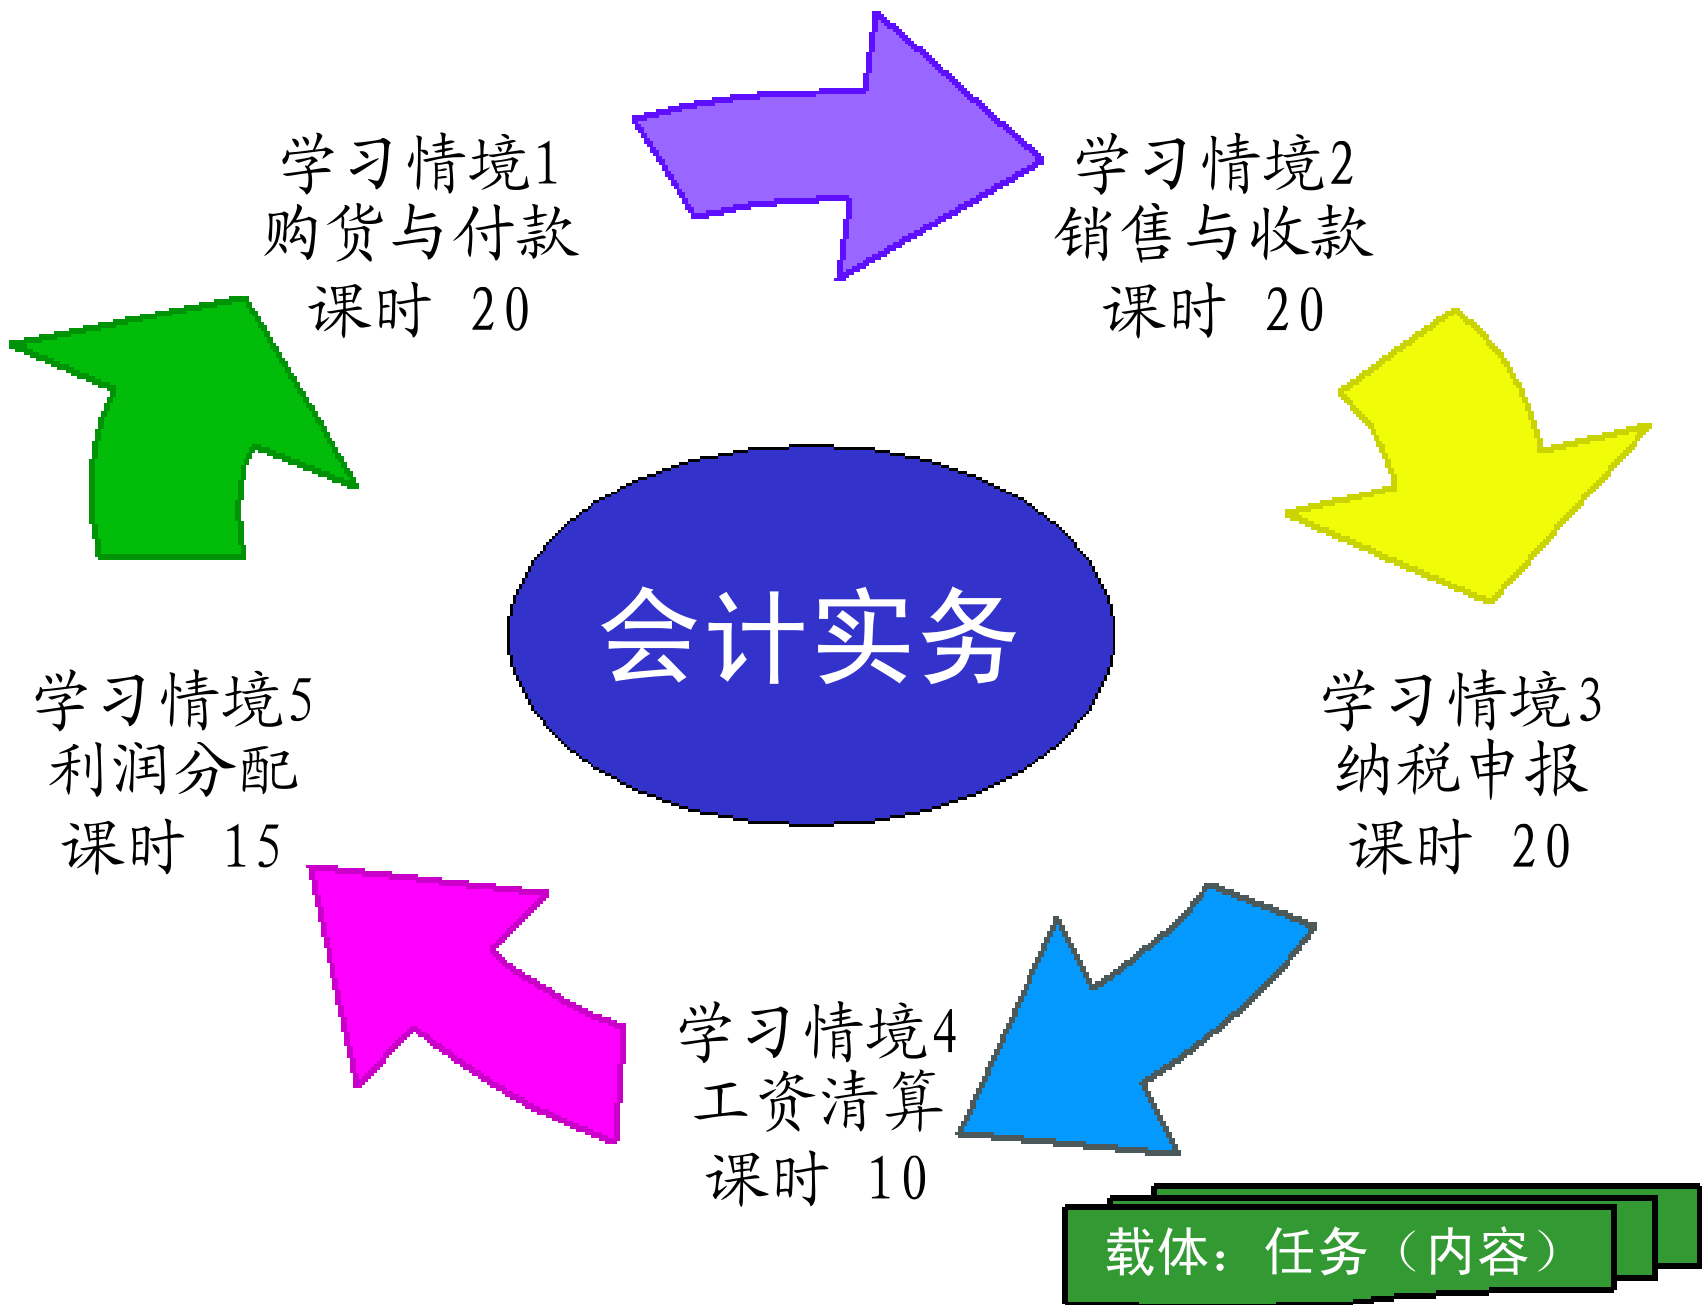 学习情境1
购货与付款
课时 20
学习情境2
销售与收款
课时 20
会计实务
学习情境5
利润分配
课时 15
学习情境3
纳税申报
课时 20
学习情境4
工资清算
课时 10
载体：任务（内容）